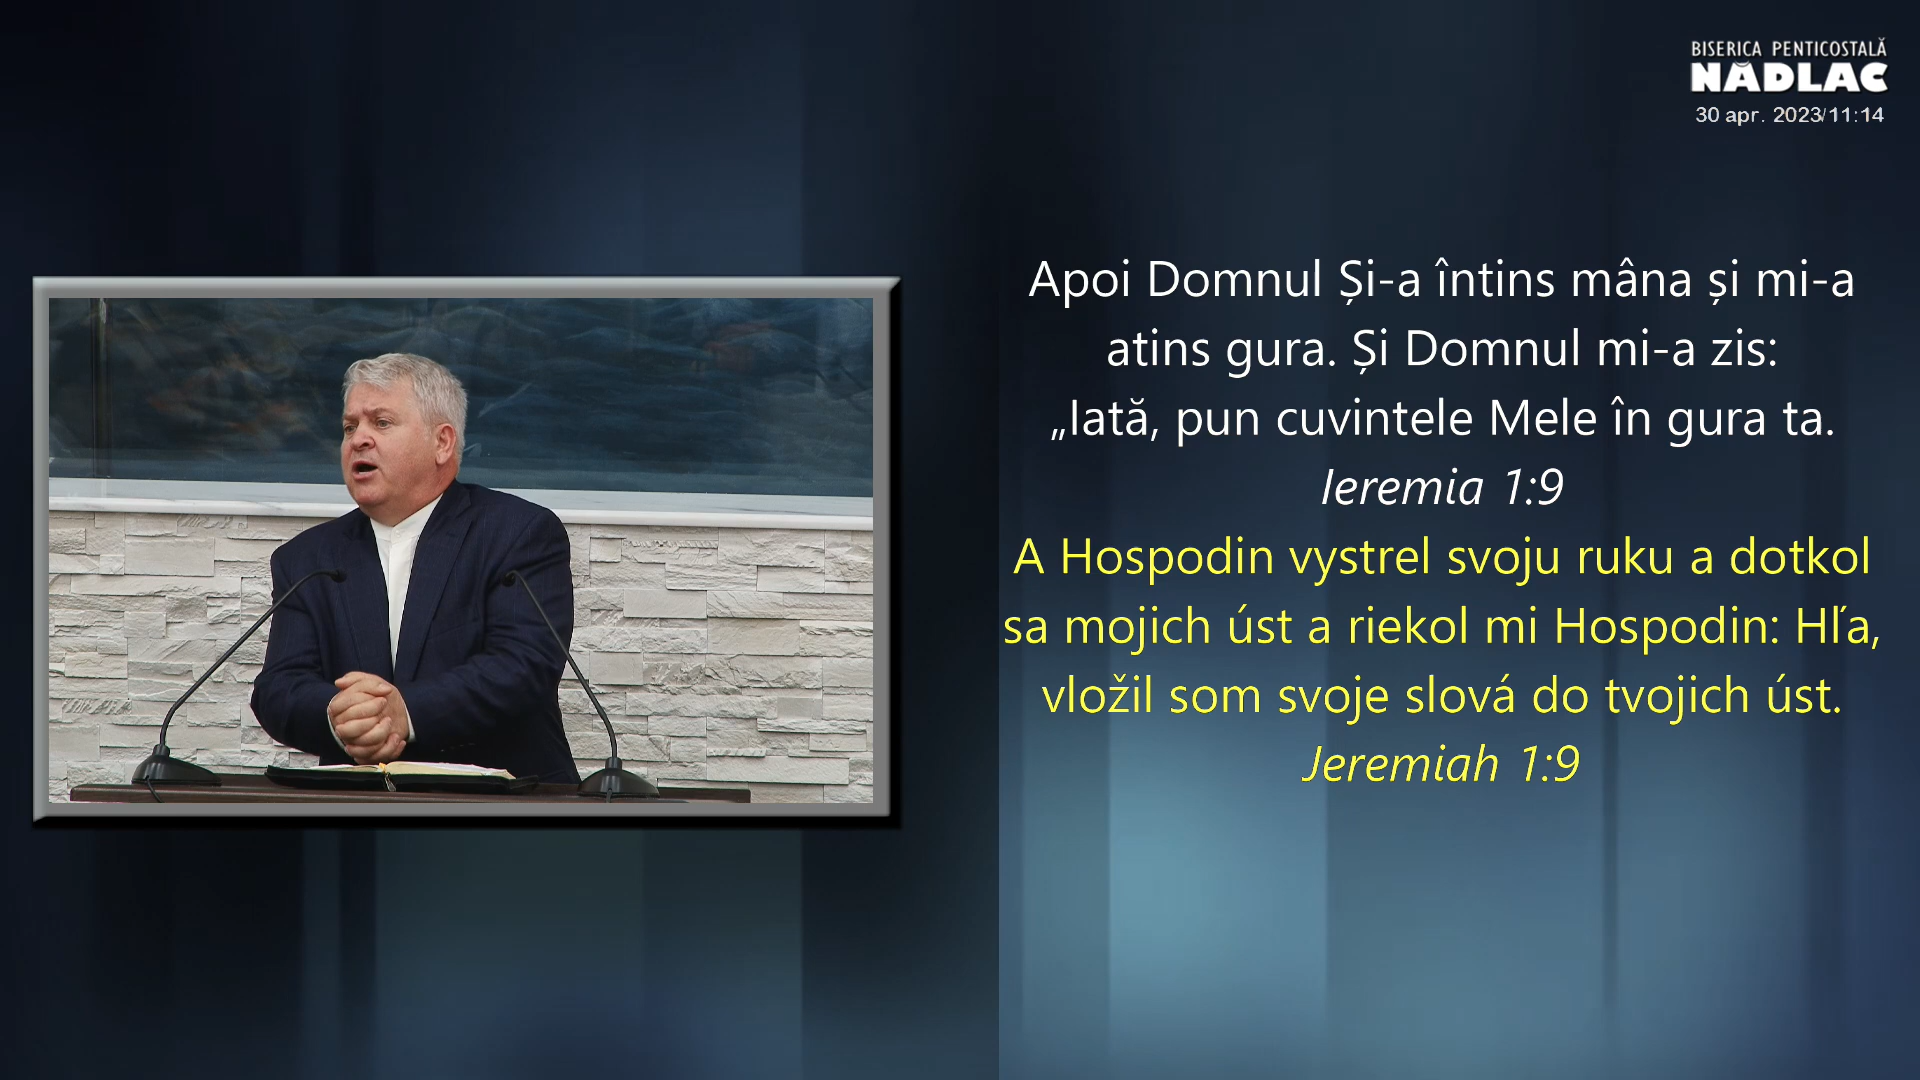 BISERICA PENTICOSTALĂ
NĂDLAC
30 apr. 2023/11:14
Apoi Domnul Și-a întins mâna și mi-a
atins gura. Și Domnul mi-a zis:
„Iată, pun cuvintele Mele în gura ta.
Ieremia 1:9
A Hospodin vystrel svoju ruku a dotkol
sa mojich úst a riekol mi Hospodin: Hľa,
vložil som svoje slová do tvojich úst.
Jeremiah 1:9